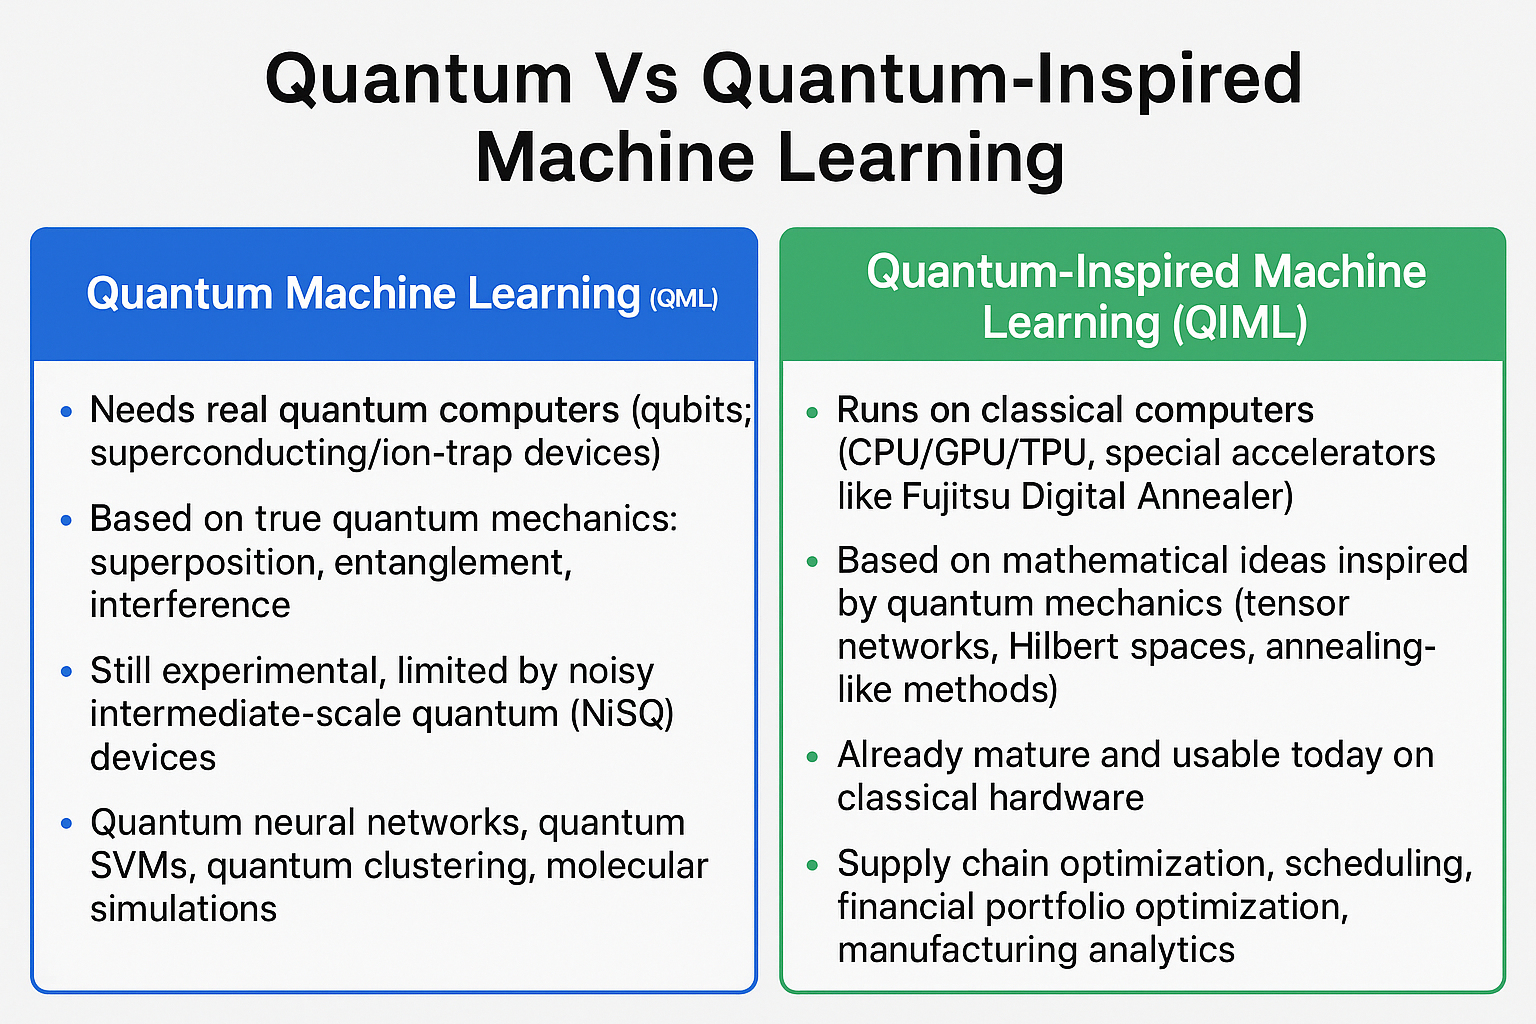 Quantum Vs Quantum-Inspired
Machine Learning
Quantum Machine Learning (QML)
• Needs real quantum computers (qubits;
superconducting/ion-trap devices)
• Based on true quantum mechanics:
superposition, entanglement,
interference
• Still experimental, limited by noisy
intermediate-scale quantum (NiSQ)
devices
• Quantum neural networks, quantum
SVMs, quantum clustering, molecular
simulations
Quantum-Inspired Machine
Learning (QIML)
• Runs on classical computers
(CPU/GPU/TPU, special accelerators
like Fujitsu Digital Annealer)
• Based on mathematical ideas inspired
by quantum mechanics (tensor
networks, Hilbert spaces, annealing-
like methods)
• Already mature and usable today on
classical hardware
• Supply chain optimization, scheduling,
financial portfolio optimization,
manufacturing analytics